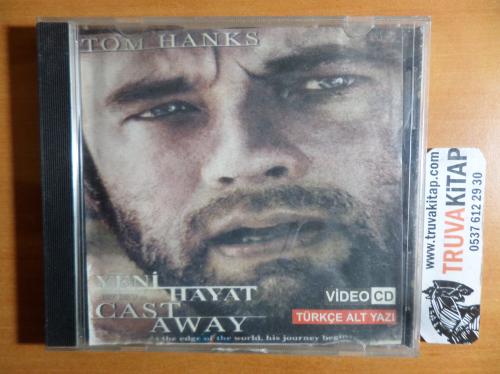 TOM HANKS
YENİ
HAYAT
CAST
AWAY
the edge of the world, his journey begins
VİDEO CD
TÜRKÇE ALT YAZI
www.truvakitap.com
TRUVAKİTAP
0537 612 29 30